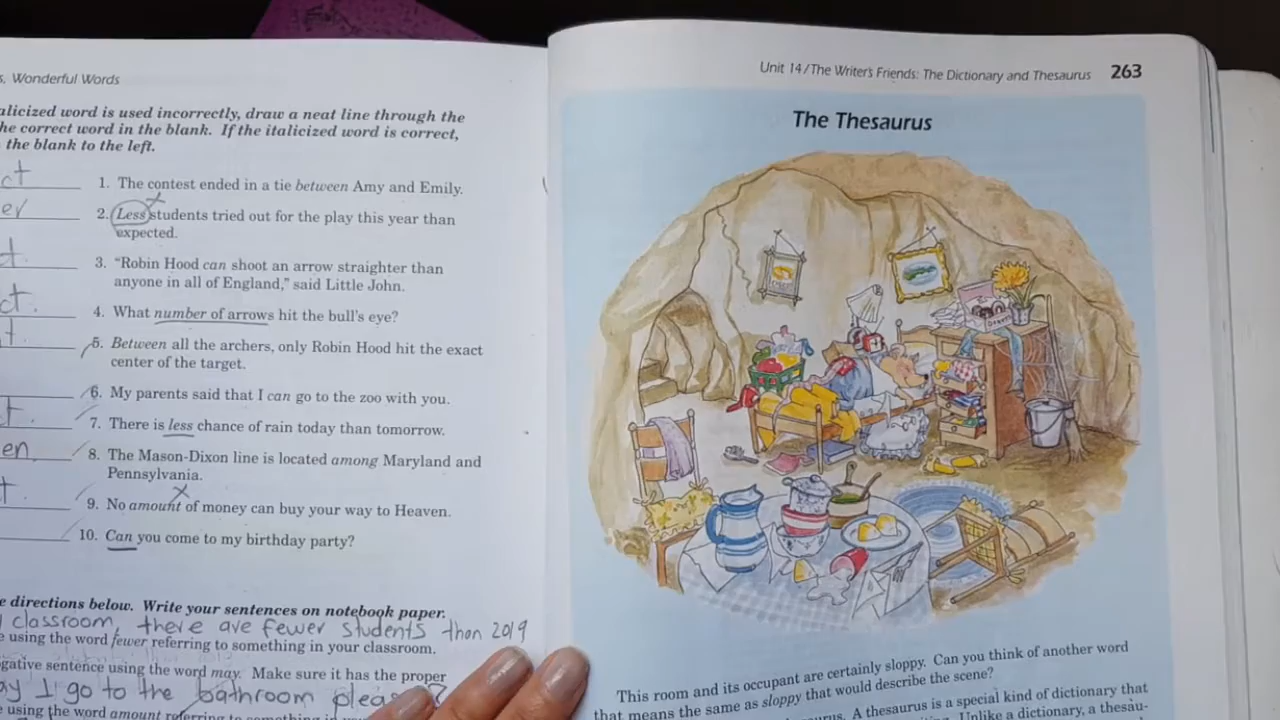 s, Wonderful Words
alicized word is used incorrectly, draw a neat line through the
he correct word in the blank. If the italicized word is correct,
the blank to the left.
ct 1. The contest ended in a tie between Amy and Emily.
er 2. Less students tried out for the play this year than
expected.
t. 3. “Robin Hood can shoot an arrow straighter than
anyone in all of England,” said Little John.
ct. 4. What number of arrows hit the bull’s eye?
t. 5. Between all the archers, only Robin Hood hit the exact
center of the target.
6. My parents said that I can go to the zoo with you.
t. 7. There is less chance of rain today than tomorrow.
en 8. The Mason-Dixon line is located among Maryland and
Pennsylvania.
t. 9. No amount of money can buy your way to Heaven.
10. Can you come to my birthday party?
e directions below. Write your sentences on notebook paper.
classroom, there are fewer students than 2019
e using the word fewer referring to something in your classroom.
gative sentence using the word may. Make sure it has the proper
ay I go to the bathroom please?
e using the word amount referring to
Unit 14/The Writer’s Friends: The Dictionary and Thesaurus 263
The Thesaurus
This room and its occupant are certainly sloppy. Can you think of another word
that means the same as sloppy that would describe the scene?
A thesaurus is a special kind of dictionary that
Unlike a dictionary, a thesau-